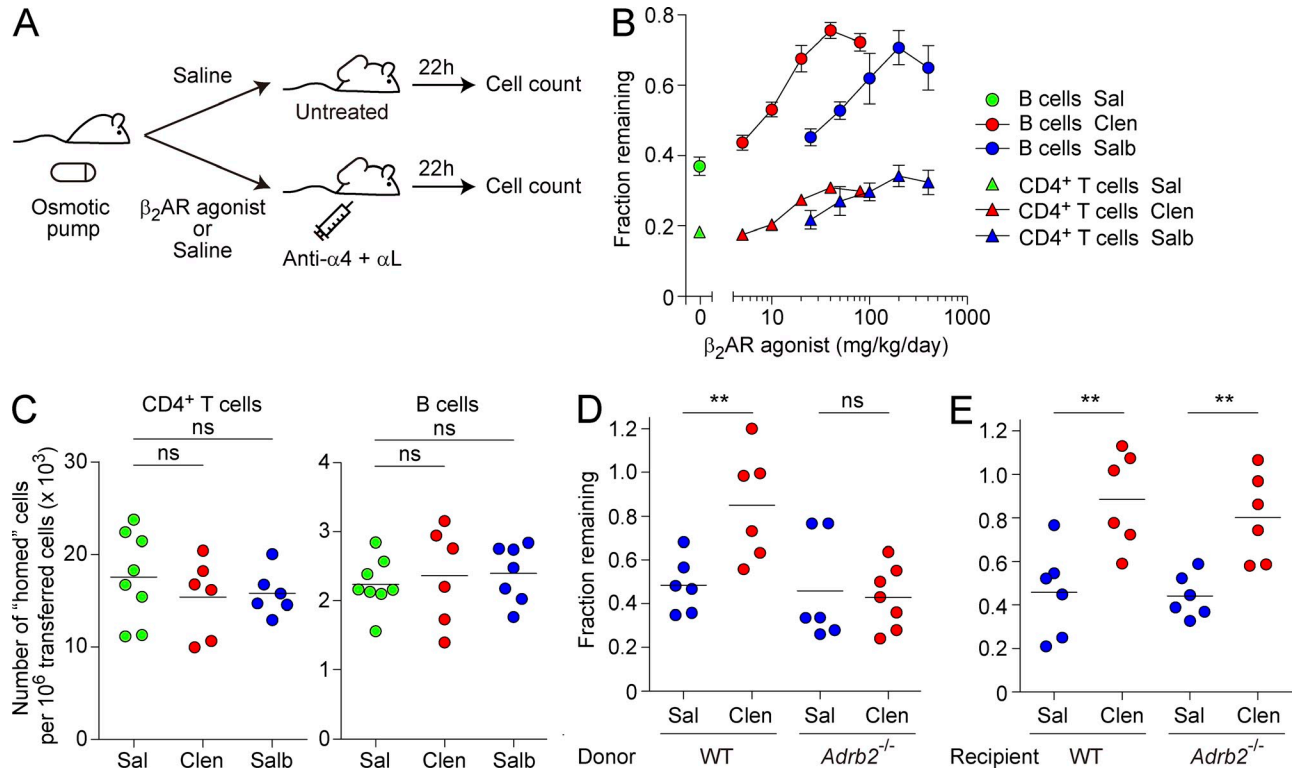 A
Saline
22h
Cell count
Untreated
Osmotic
pump
β2AR agonist
or
Saline
22h
Cell count
Anti-α4 + αL
B
Fraction remaining
0.8
0.6
0.4
0.2
0
0 10 100 1000
β2AR agonist (mg/kg/day)
B cells Sal
B cells Clen
B cells Salb
CD4+ T cells Sal
CD4+ T cells Clen
CD4+ T cells Salb
C
Number of “homed” cells
per 10⁶ transferred cells (x 10³)
CD4+ T cells
ns
ns
30
20
10
0
Sal Clen Salb
B cells
ns
ns
4
3
2
1
0
Sal Clen Salb
D
Fraction remaining
** ns
1.2
1.0
0.8
0.6
0.4
0.2
0
Sal Clen Sal Clen
Donor WT Adrb2-/-
E
** **
1.2
1.0
0.8
0.6
0.4
0.2
0
Sal Clen Sal Clen
Recipient WT Adrb2-/-